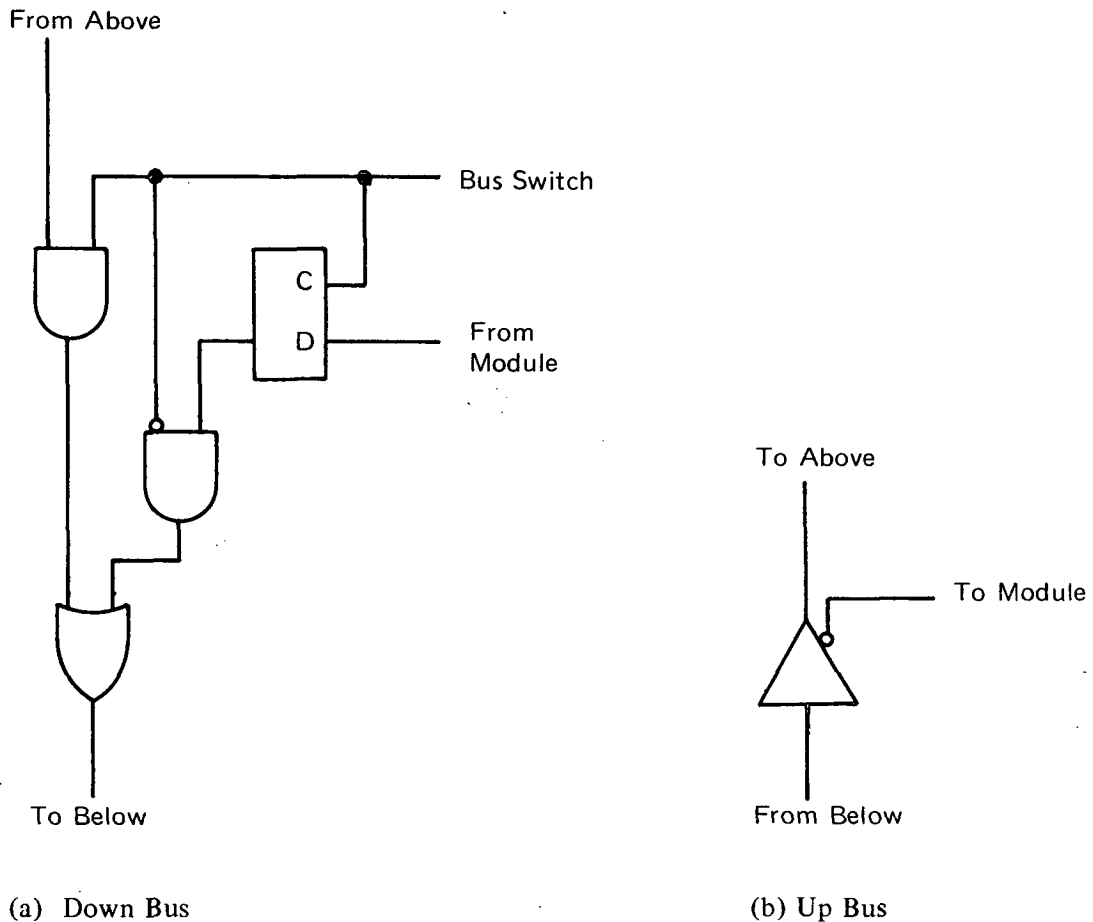 From Above
Bus Switch
C
D
From
Module
To Above
To Module
To Below
From Below
(a) Down Bus
(b) Up Bus